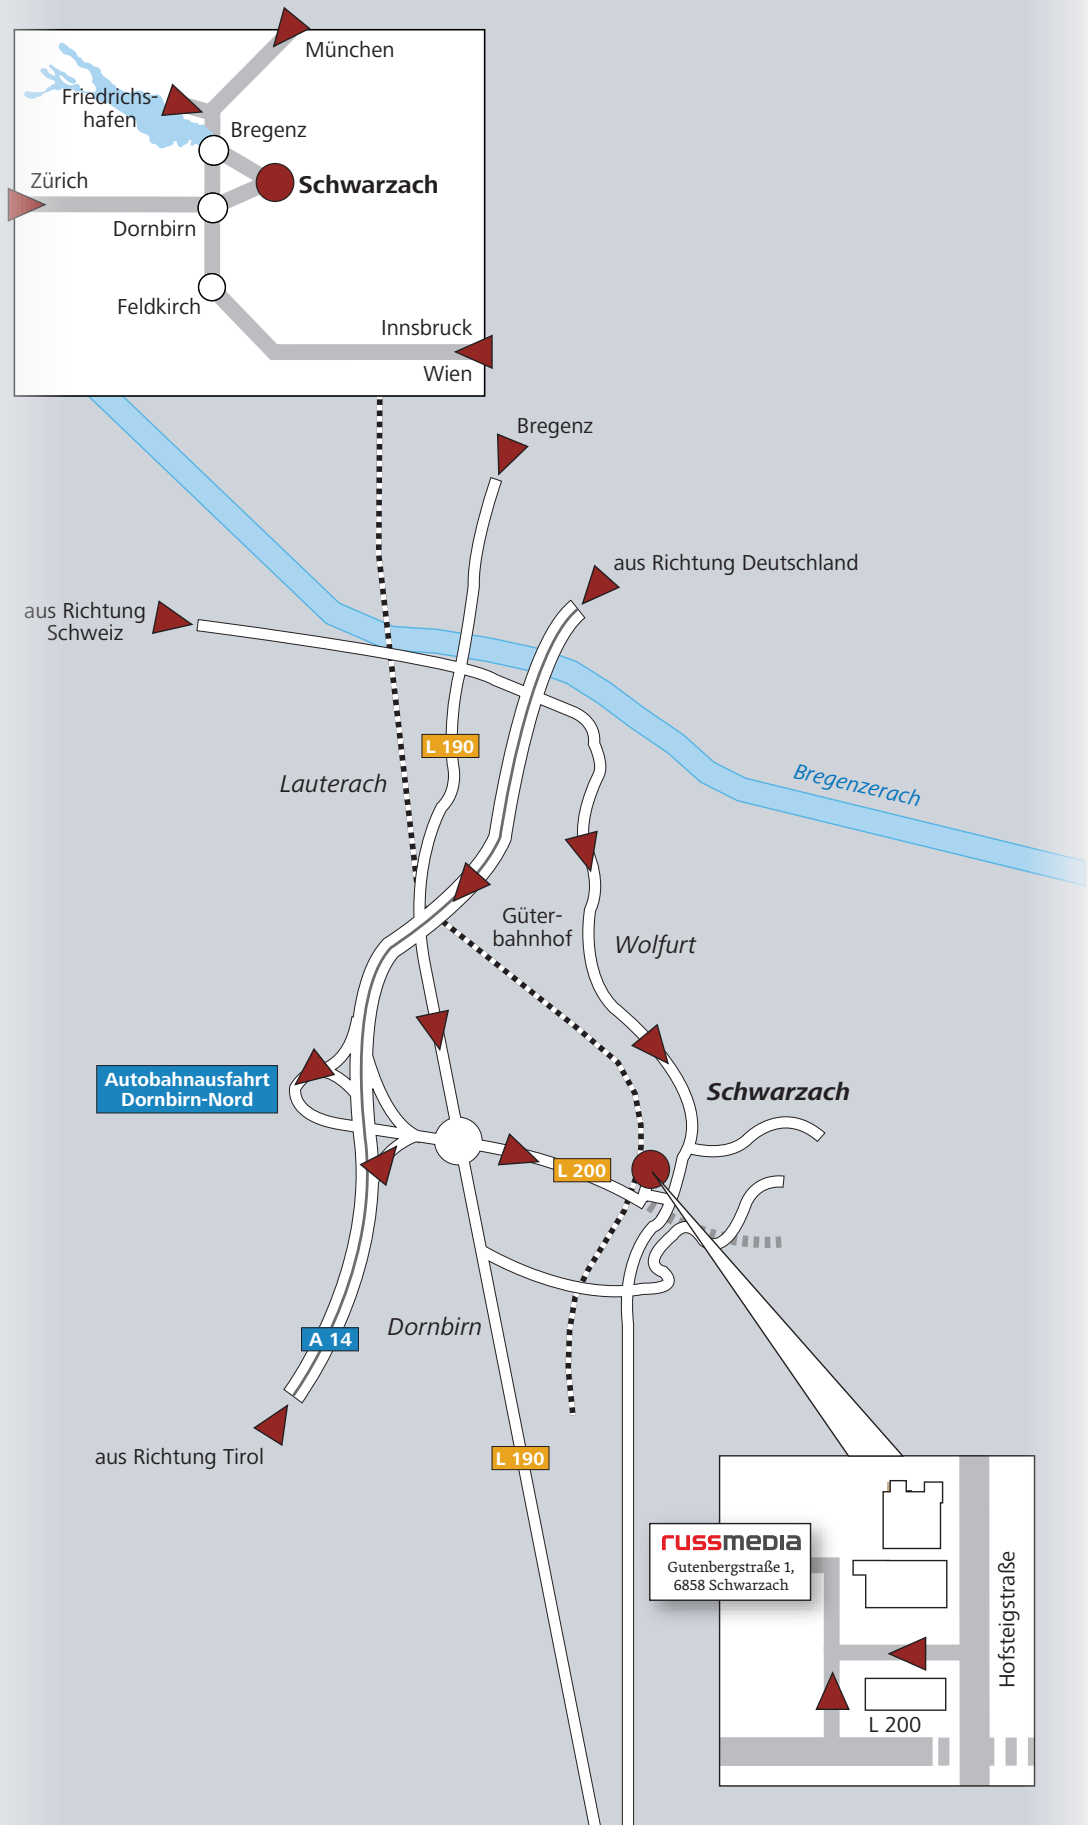 München
Friedrichs-
hafen
Bregenz
Zürich
Schwarzach
Dornbirn
Feldkirch
Innsbruck
Wien
Bregenz
aus Richtung Deutschland
aus Richtung
Schweiz
L 190
Lauterach
Bregenzerach
Güter-
bahnhof
Wolfurt
Autobahnausfahrt
Dornbirn-Nord
Schwarzach
L 200
A 14
Dornbirn
aus Richtung Tirol
L 190
russmedia
Gutenbergstraße 1,
6858 Schwarzach
Hofsteigstraße
L 200